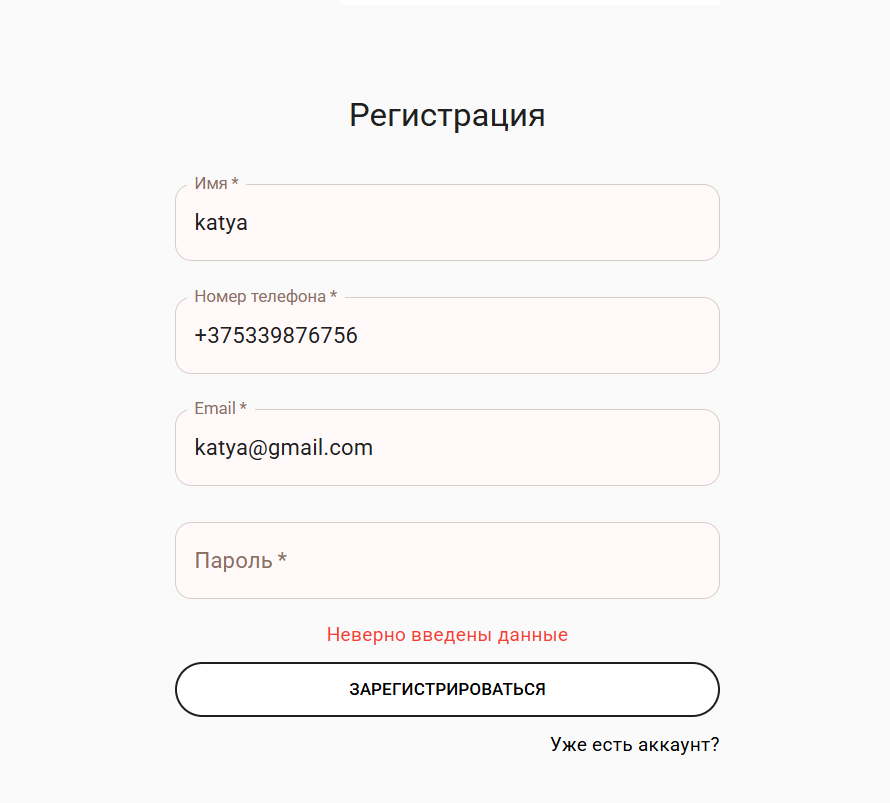 Регистрация
Имя *
katya
Номер телефона *
+375339876756
Email *
katya@gmail.com
Пароль *
Неверно введены данные
ЗАРЕГИСТРИРОВАТЬСЯ
Уже есть аккаунт?